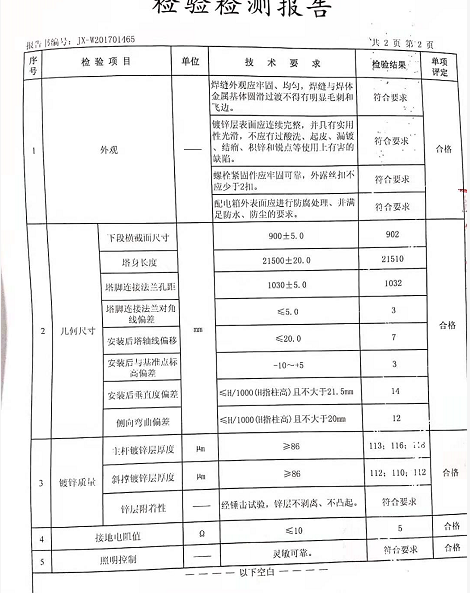 检验检测报告
报告书编号: JX-W201701465
共 2 页 第 2 页
序号 检验项目 单位 技术要求 检验结果 单项评定
1 外观 ——
焊缝外观应牢固、均匀,焊缝与焊体
金属基体圆滑过渡不得有明显毛刺和
飞边。
符合要求
镀锌层表面应连续完整,并具有实用
性光滑,不应有过酸洗、起皮、漏镀
、结瘤、积锌和锐点等使用上有害的
缺陷。
符合要求
螺栓紧固件应牢固可靠,外露丝扣不
应少于2扣。
符合要求
配电箱外表面应进行防腐处理、并满
足防水、防尘的要求。
符合要求
合格
2 几何尺寸 mm
下段横截面尺寸 900±5.0 902
塔身长度 21500±20.0 21510
塔脚连接法兰孔距 1030±5.0 1032
塔脚连接法兰对角
线偏差
≤5.0 3
安装后塔轴线偏移 ≤20.0 7
安装后与基准点标
高偏差
-10~+5 3
安装后垂直度偏差 ≤H/1000(H指柱高)且不大于21.5mm 14
侧向弯曲偏差 ≤H/1000(H指柱高)且不大于20mm 12
合格
3 镀锌质量
主杆镀锌层厚度 μm ≥86 113; 116; 118
斜撑镀锌层厚度 μm ≥86 112; 110; 112
锌层附着性 —— 经锤击试验,锌层不剥离、不凸起。 符合要求
合格
4 接地电阻值 Ω ≤10 5 合格
5 照明控制 —— 灵敏可靠。 符合要求 合格
———— 以下空白 ————